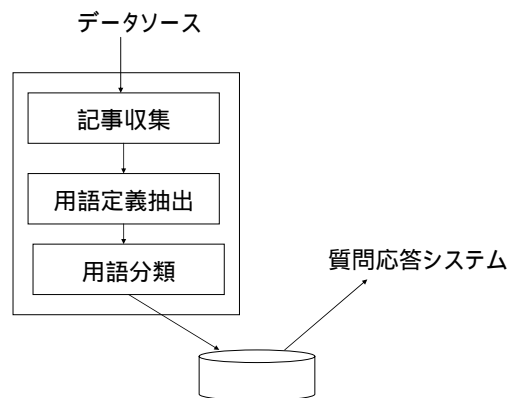 データソース
記事収集
用語定義抽出
用語分類
質問応答システム